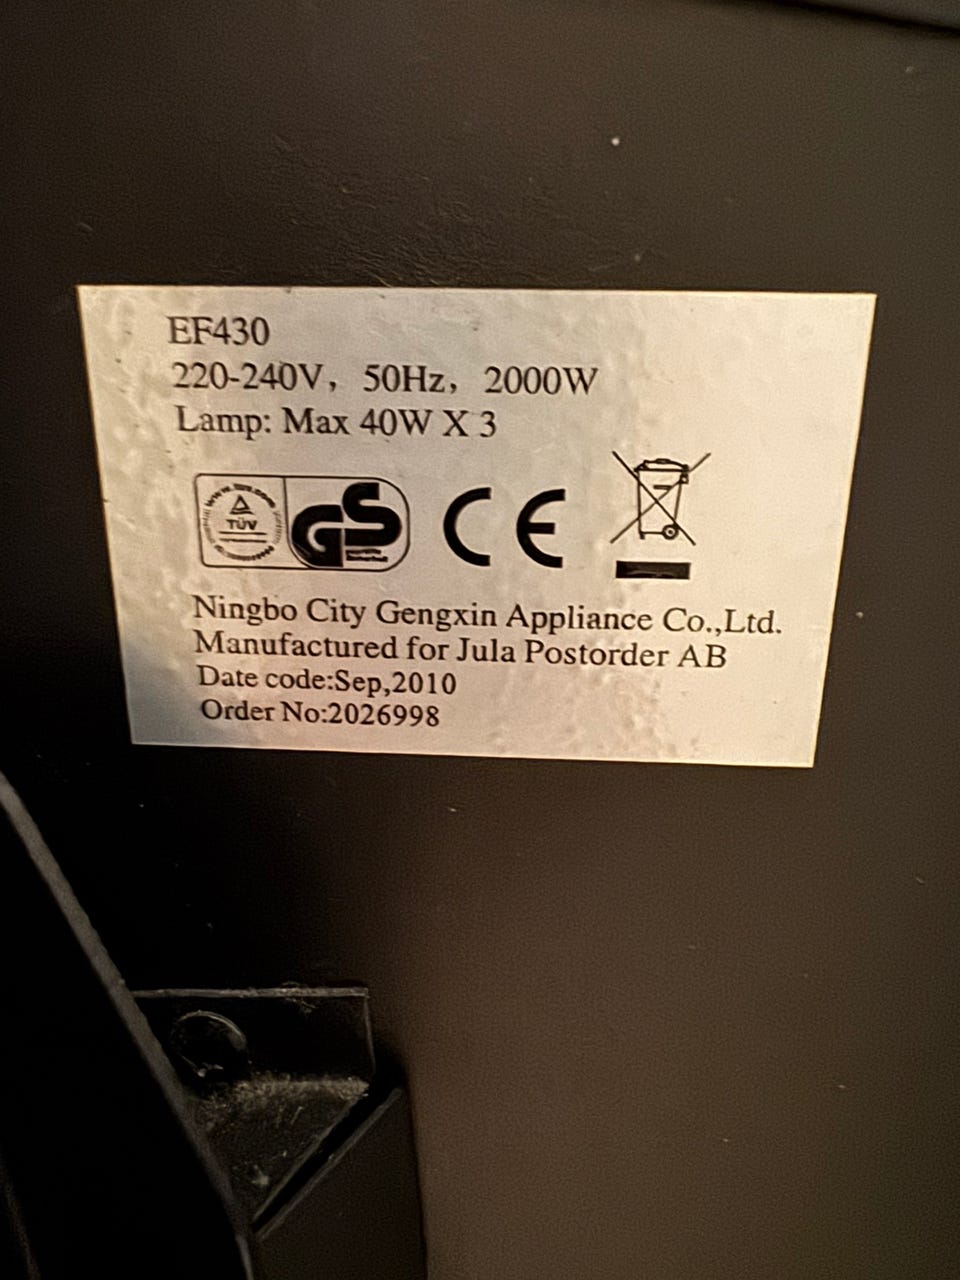 EF430
220-240V, 50Hz, 2000W
Lamp: Max 40W X 3
TÜV
GS
CE
Ningbo City Gengxin Appliance Co.,Ltd.
Manufactured for Jula Postorder AB
Date code:Sep,2010
Order No:2026998